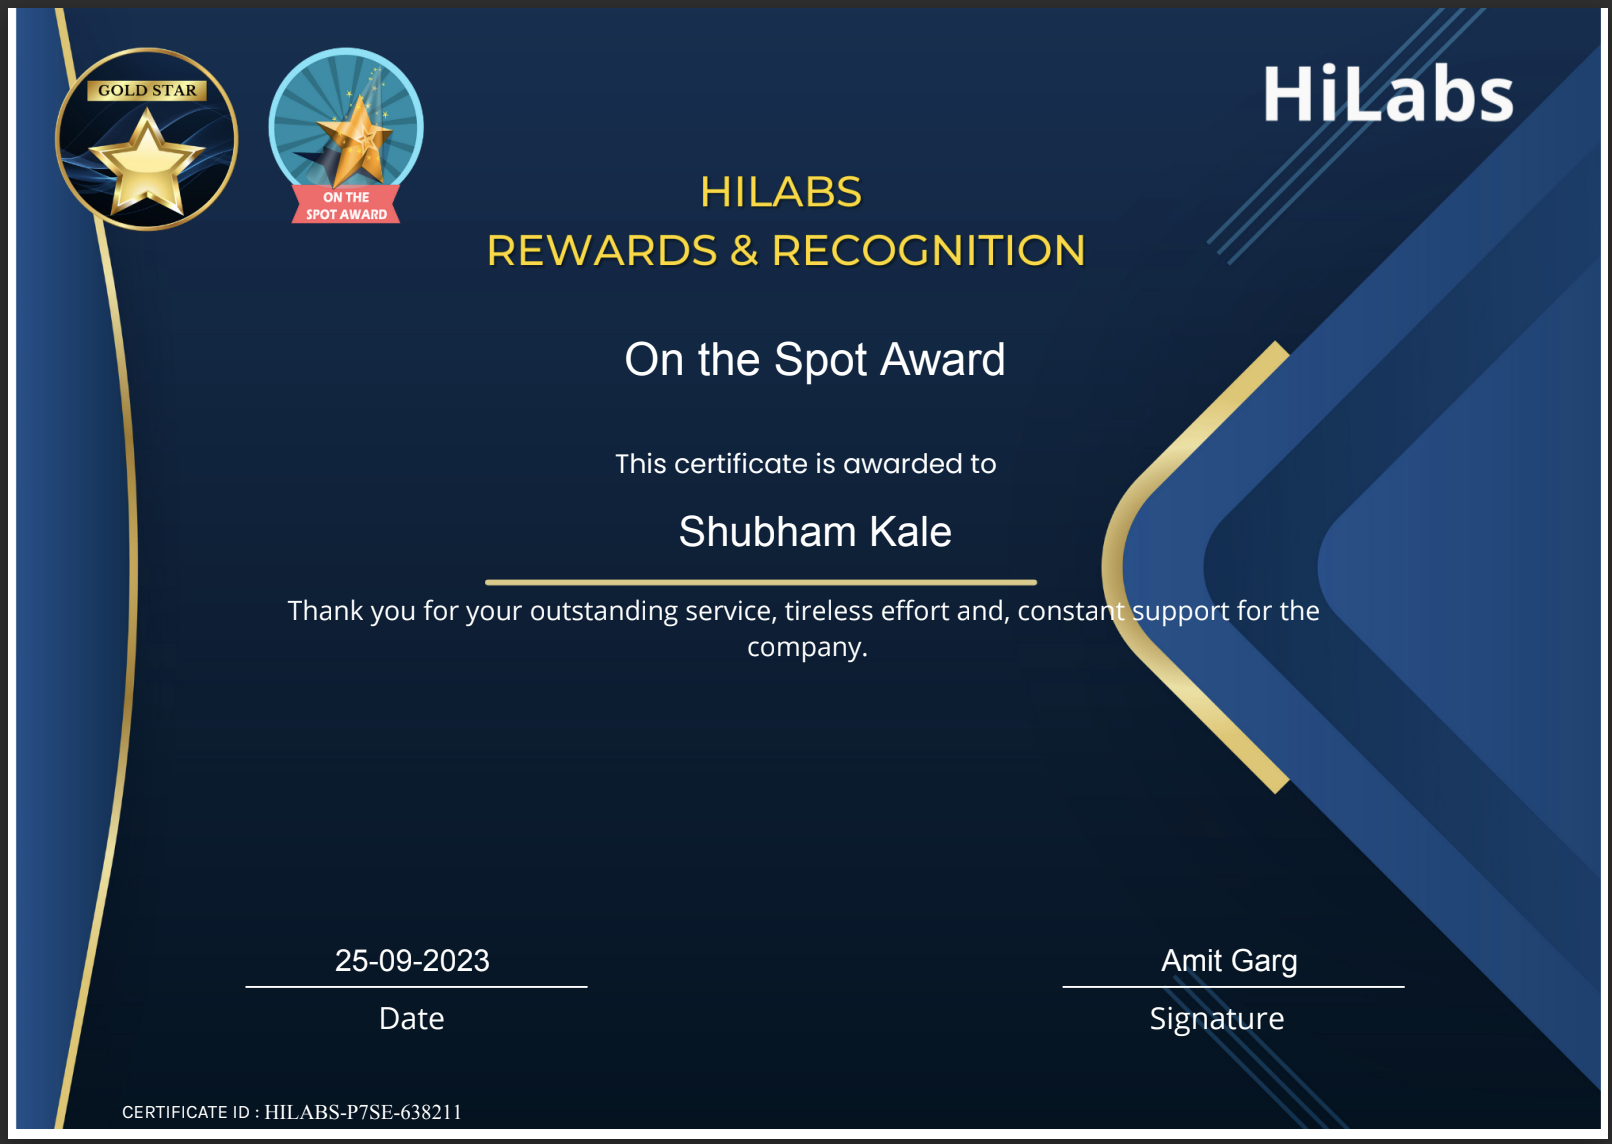 GOLD STAR
ON THE
SPOT AWARD
HiLabs
HILABS
REWARDS & RECOGNITION
On the Spot Award
This certificate is awarded to
Shubham Kale
Thank you for your outstanding service, tireless effort and, constant support for the
company.
25-09-2023
Date
Amit Garg
Signature
CERTIFICATE ID : HILABS-P7SE-638211